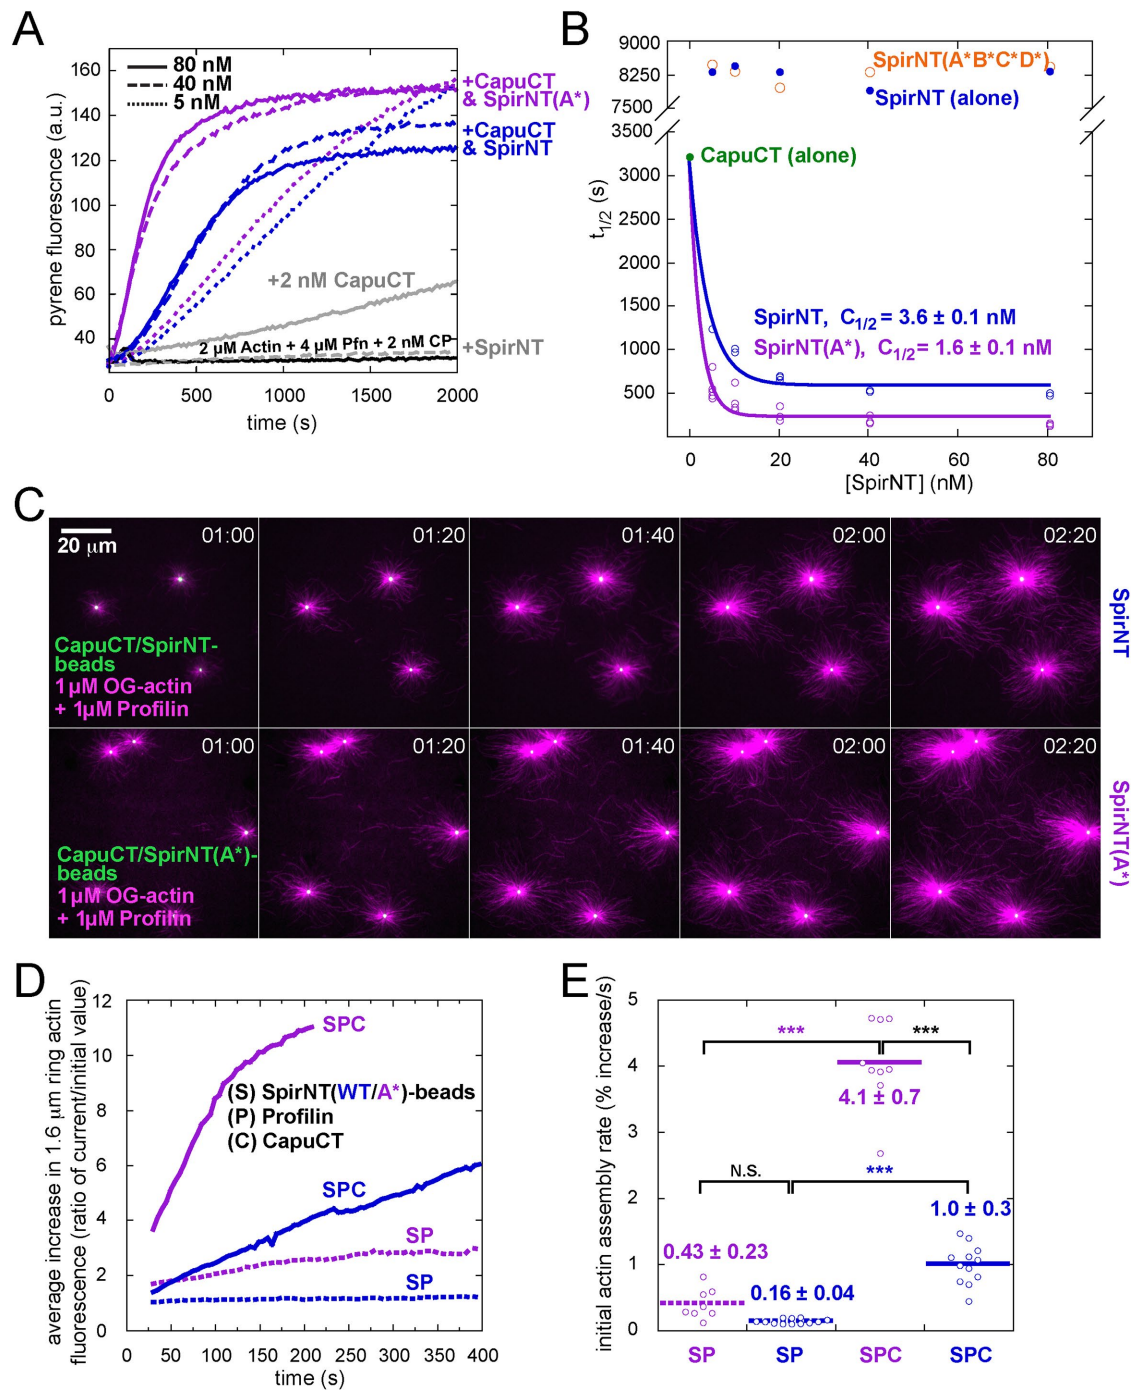 A
pyrene fluorescnce (a.u.)
160
140
120
100
80
60
40
80 nM
40 nM
5 nM
+CapuCT
& SpirNT(A*)
+CapuCT
& SpirNT
+2 nM CapuCT
2 µM Actin + 4 µM Pfn + 2 nM CP
+SpirNT
0 500 1000 1500 2000
time (s)
B
t1/2 (s)
9000
8250
7500
3500
3000
2500
2000
1500
1000
500
SpirNT(A*B*C*D*)
SpirNT (alone)
CapuCT (alone)
SpirNT, C1/2 = 3.6 ± 0.1 nM
SpirNT(A*), C1/2 = 1.6 ± 0.1 nM
0 20 40 60 80
[SpirNT] (nM)
C
20 µm
01:00 01:20 01:40 02:00 02:20
CapuCT/SpirNT-
beads
1µM OG-actin
+ 1µM Profilin
SpirNT
01:00 01:20 01:40 02:00 02:20
CapuCT/SpirNT(A*)-
beads
1µM OG-actin
+ 1µM Profilin
SpirNT(A*)
D
average increase in 1.6 µm ring actin
fluorescence (ratio of current/initial value)
12
10
8
6
4
2
0
SPC
(S) SpirNT(WT/A*)-beads
(P) Profilin
(C) CapuCT
SPC
SP
SP
0 50 100 150 200 250 300 350 400
time (s)
E
initial actin assembly rate (% increase/s)
5
4
3
2
1
0
*** ***
4.1 ± 0.7
N.S. ***
1.0 ± 0.3
0.43 ± 0.23
0.16 ± 0.04
SP SP SPC SPC